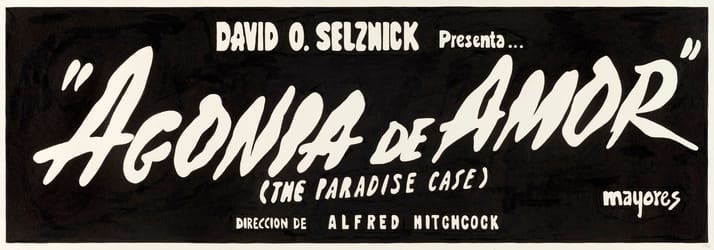 DAVID O. SELZNICK Presenta...
"AGONIA DE AMOR"
(THE PARADISE CASE)
mayores
DIRECCION DE ALFRED HITCHCOCK